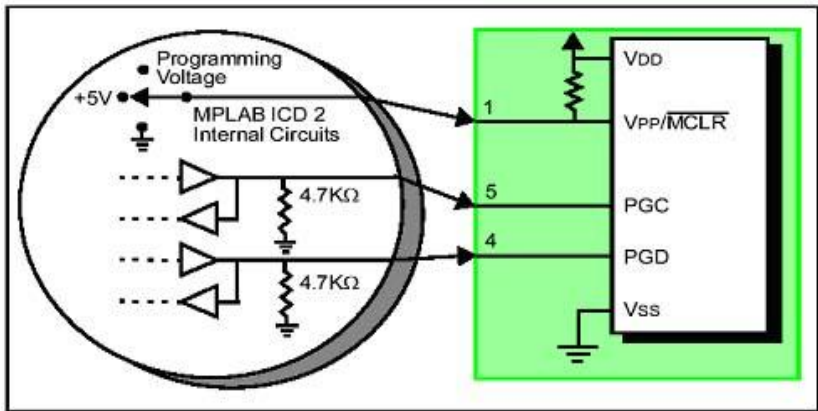 Programming
Voltage
+5V
MPLAB ICD 2
Internal Circuits
4.7KΩ
4.7KΩ
1
5
4
VDD
VPP/MCLR
PGC
PGD
VSS